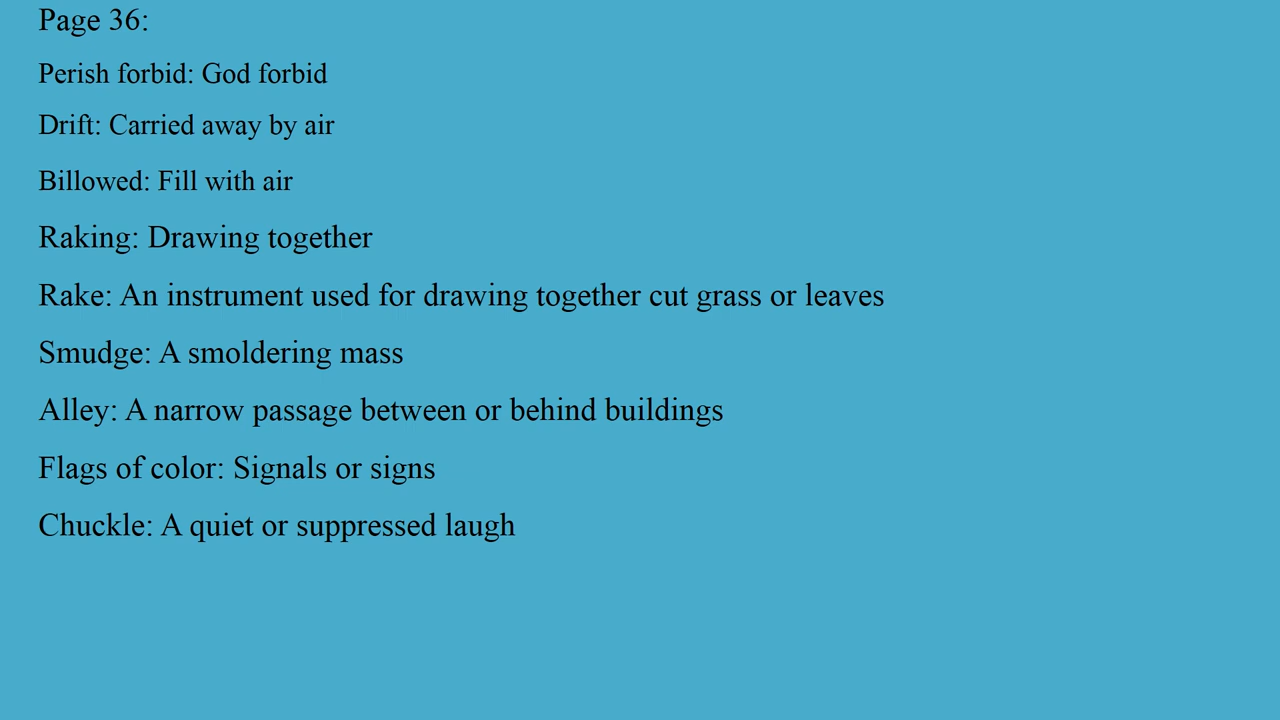 Page 36:
Perish forbid: God forbid
Drift: Carried away by air
Billowed: Fill with air
Raking: Drawing together
Rake: An instrument used for drawing together cut grass or leaves
Smudge: A smoldering mass
Alley: A narrow passage between or behind buildings
Flags of color: Signals or signs
Chuckle: A quiet or suppressed laugh